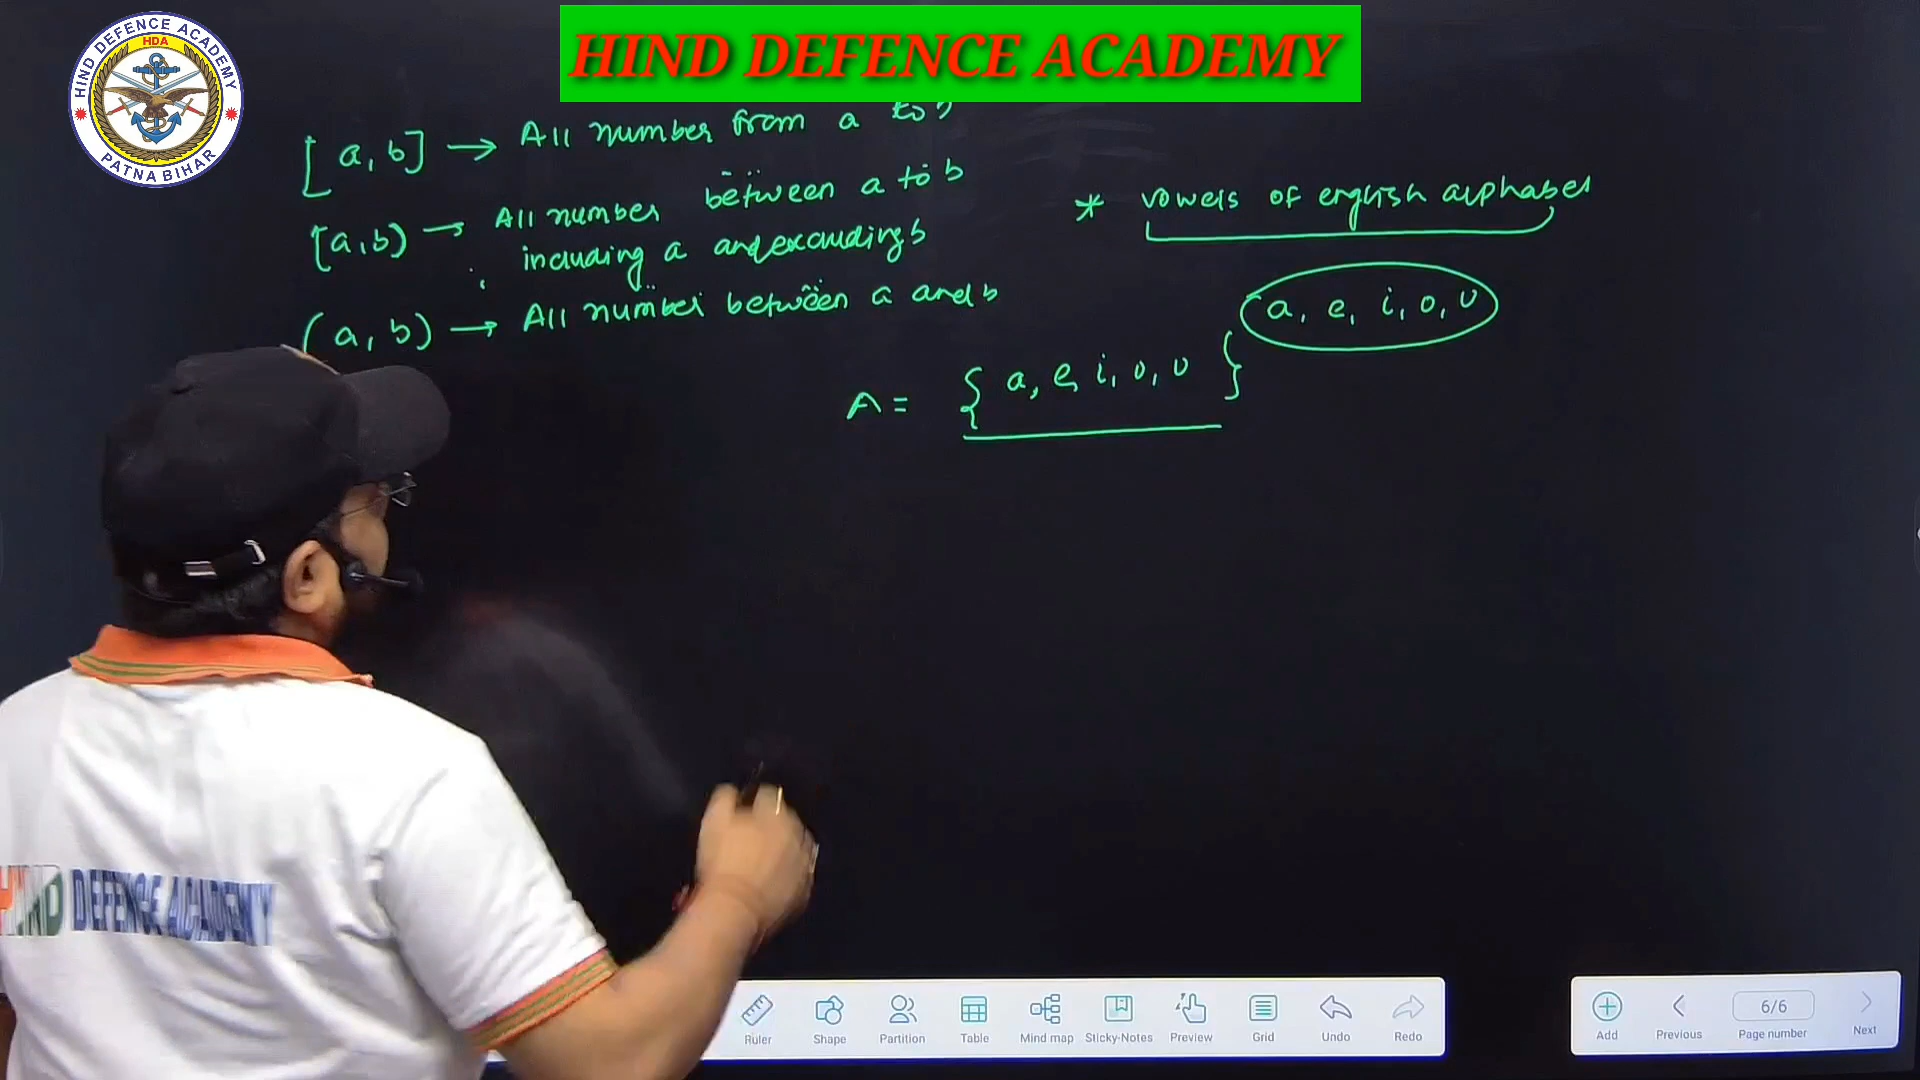 HIND DEFENCE ACADEMY
HIND DEFENCE ACADEMY
HDA
PATNA BIHAR
[a, b] → All number from a to b
[a, b) → All number between a to b
including a and excluding b
(a, b) → All number between a and b
* vowels of english alphabet
a, e, i, o, u
A = { a, e, i, o, u }
HIND DEFENCE ACADEMY
Ruler
Shape
Partition
Table
Mind map
Sticky-Notes
Preview
Grid
Undo
Redo
Add
Previous
6/6
Page number
Next